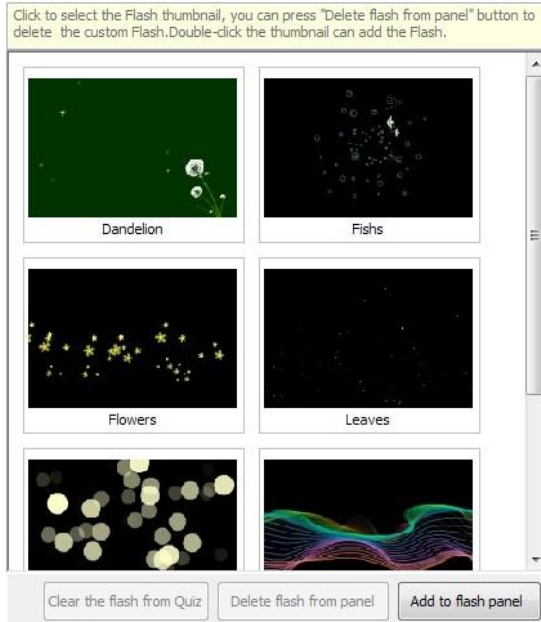 Click to select the Flash thumbnail, you can press "Delete flash from panel" button to
delete  the custom Flash.Double-click the thumbnail can add the Flash.
Dandelion
Fishs
Flowers
Leaves
Clear the flash from Quiz
Delete flash from panel
Add to flash panel